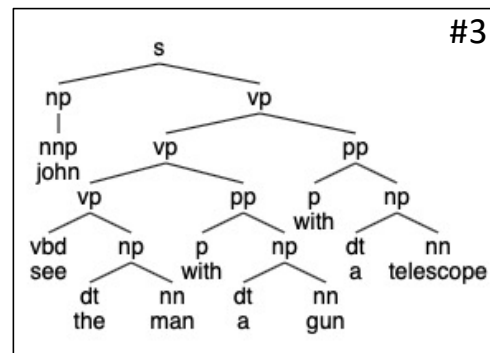 #3
s
np vp
nnp vp pp
john
vp pp p np
with
vbd np p np dt nn
see with a telescope
dt nn dt nn
the man a gun